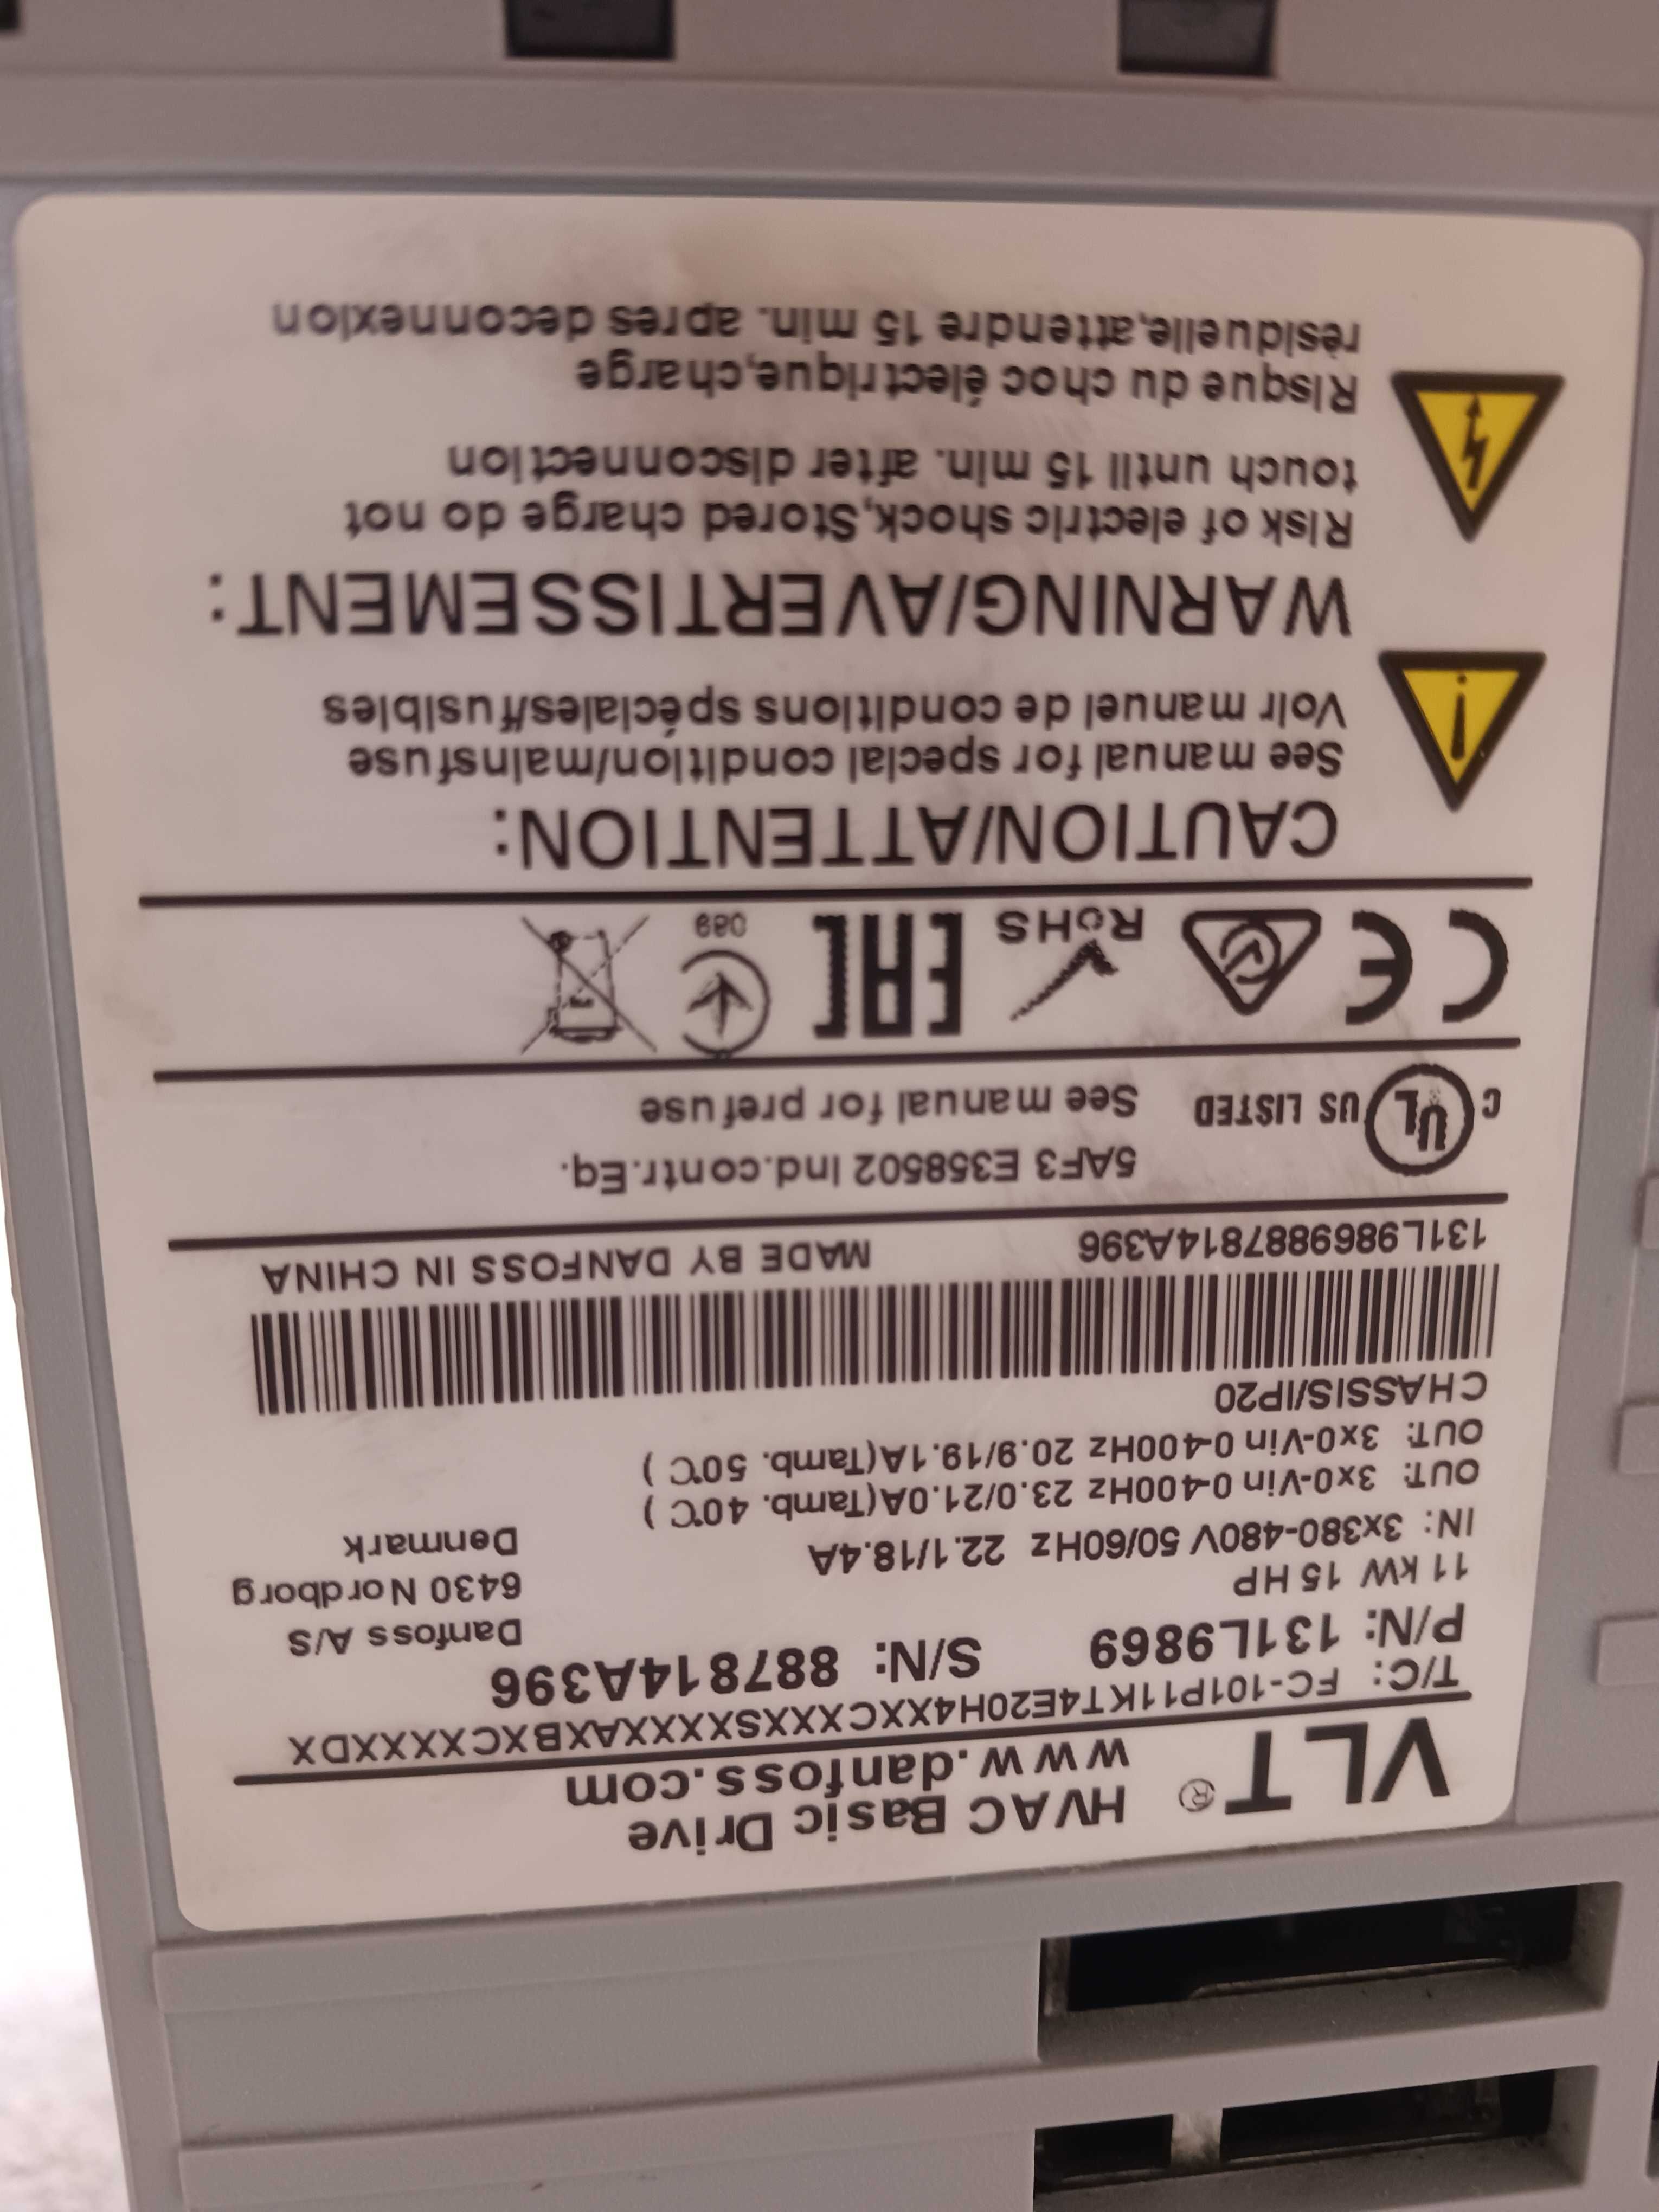 VLT® HVAC Basic Drive
www.danfoss.com
T/C: FC-101P11KT4E20H4XXCXXXSXXXXAXBXCXXXXDX
P/N: 131L9869 S/N: 887814A396
11 kW 15 HP
Danfoss A/S
6430 Nordborg
Denmark
IN: 3x380-480V 50/60Hz 22.1/18.4A
OUT: 3x0-Vin 0-400Hz 23.0/21.0A(Tamb. 40℃ )
OUT: 3x0-Vin 0-400Hz 20.9/19.1A(Tamb. 50℃ )
CHASSIS/IP20
131L9869887814A396 MADE BY DANFOSS IN CHINA
5AF3 E358502 Ind.contr.Eq.
C UL US LISTED See manual for prefuse
CE RoHS EAC 089
CAUTION/ATTENTION:
See manual for special condition/mainsfuse
Voir manuel de conditions spéciales/fusibles
WARNING/AVERTISSEMENT:
Risk of electric shock,Stored charge do not
touch until 15 min. after disconnection
Risque du choc électrique,charge
résiduelle,attendre 15 min. apres deconnexion